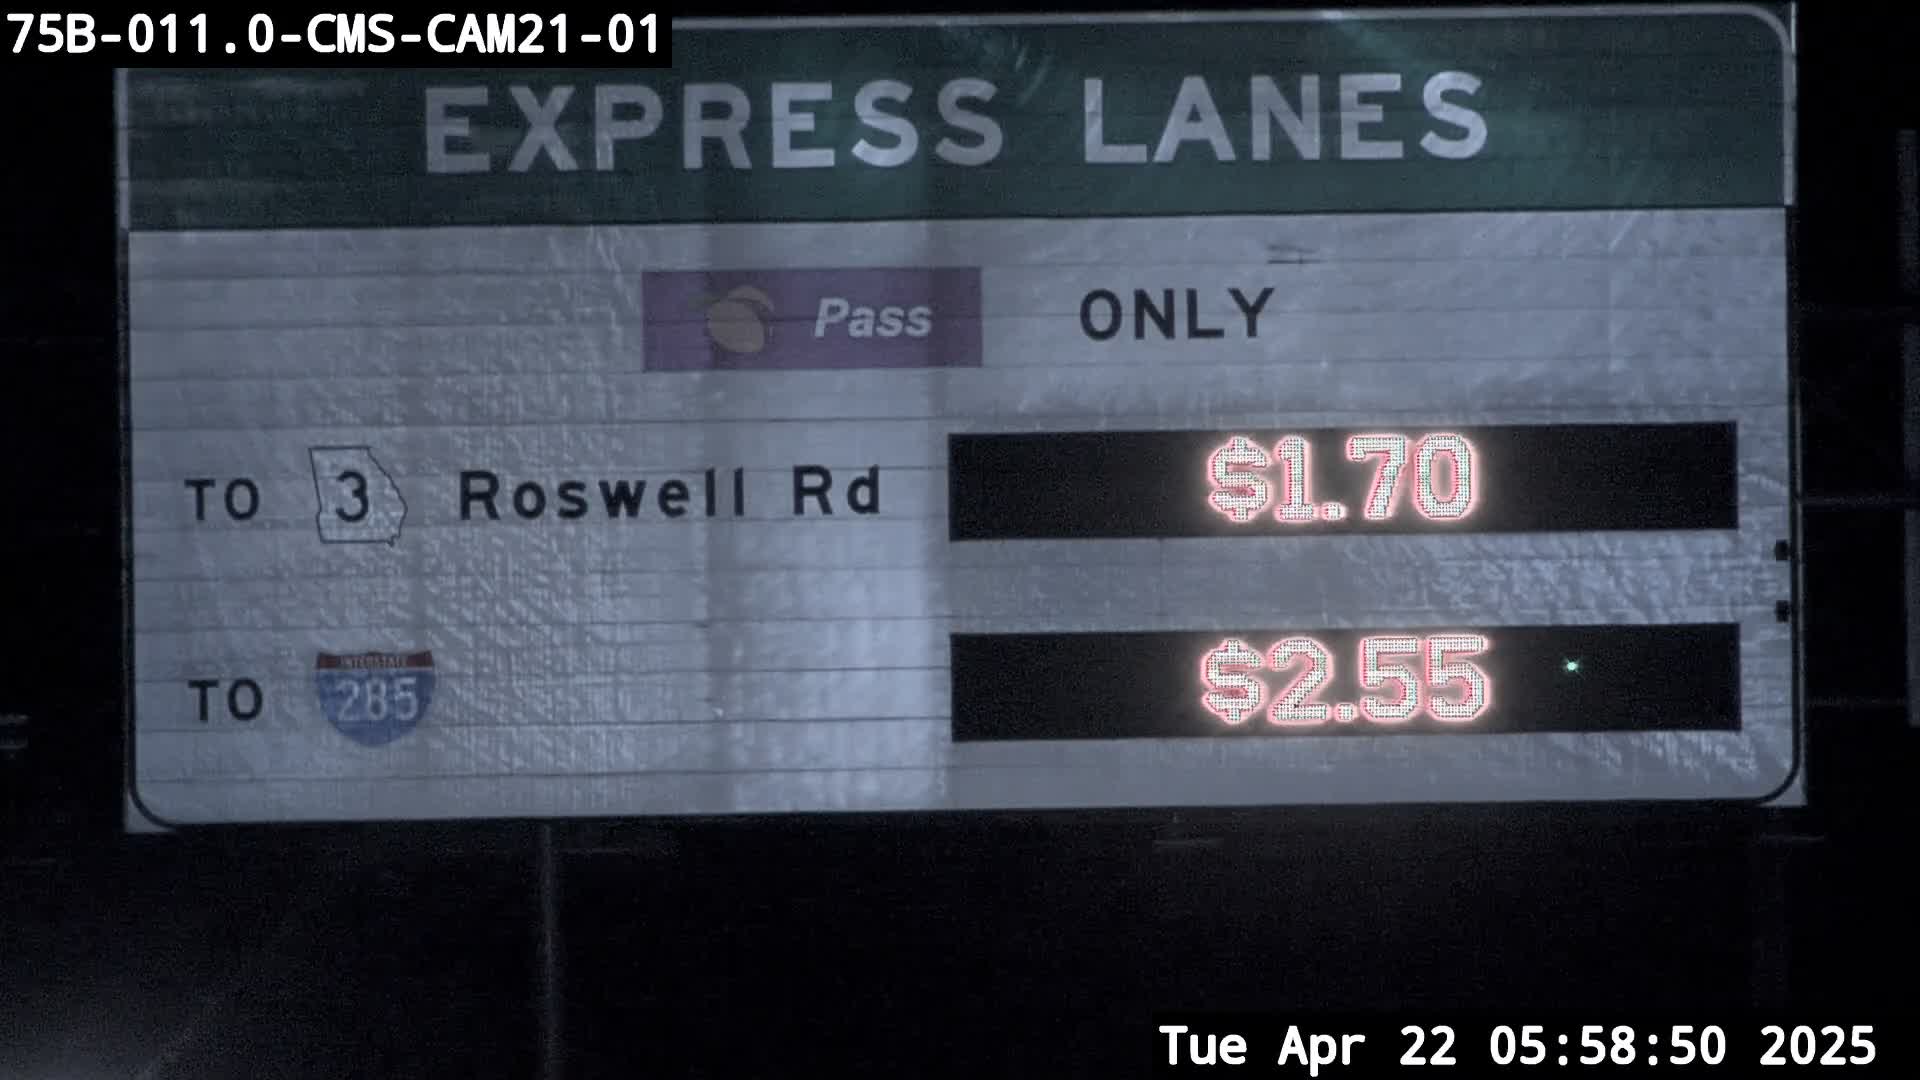 75B-011.0-CMS-CAM21-01
EXPRESS LANES
Pass ONLY
TO 3 Roswell Rd $1.70
TO INTERSTATE 285 $2.55
Tue Apr 22 05:58:50 2025